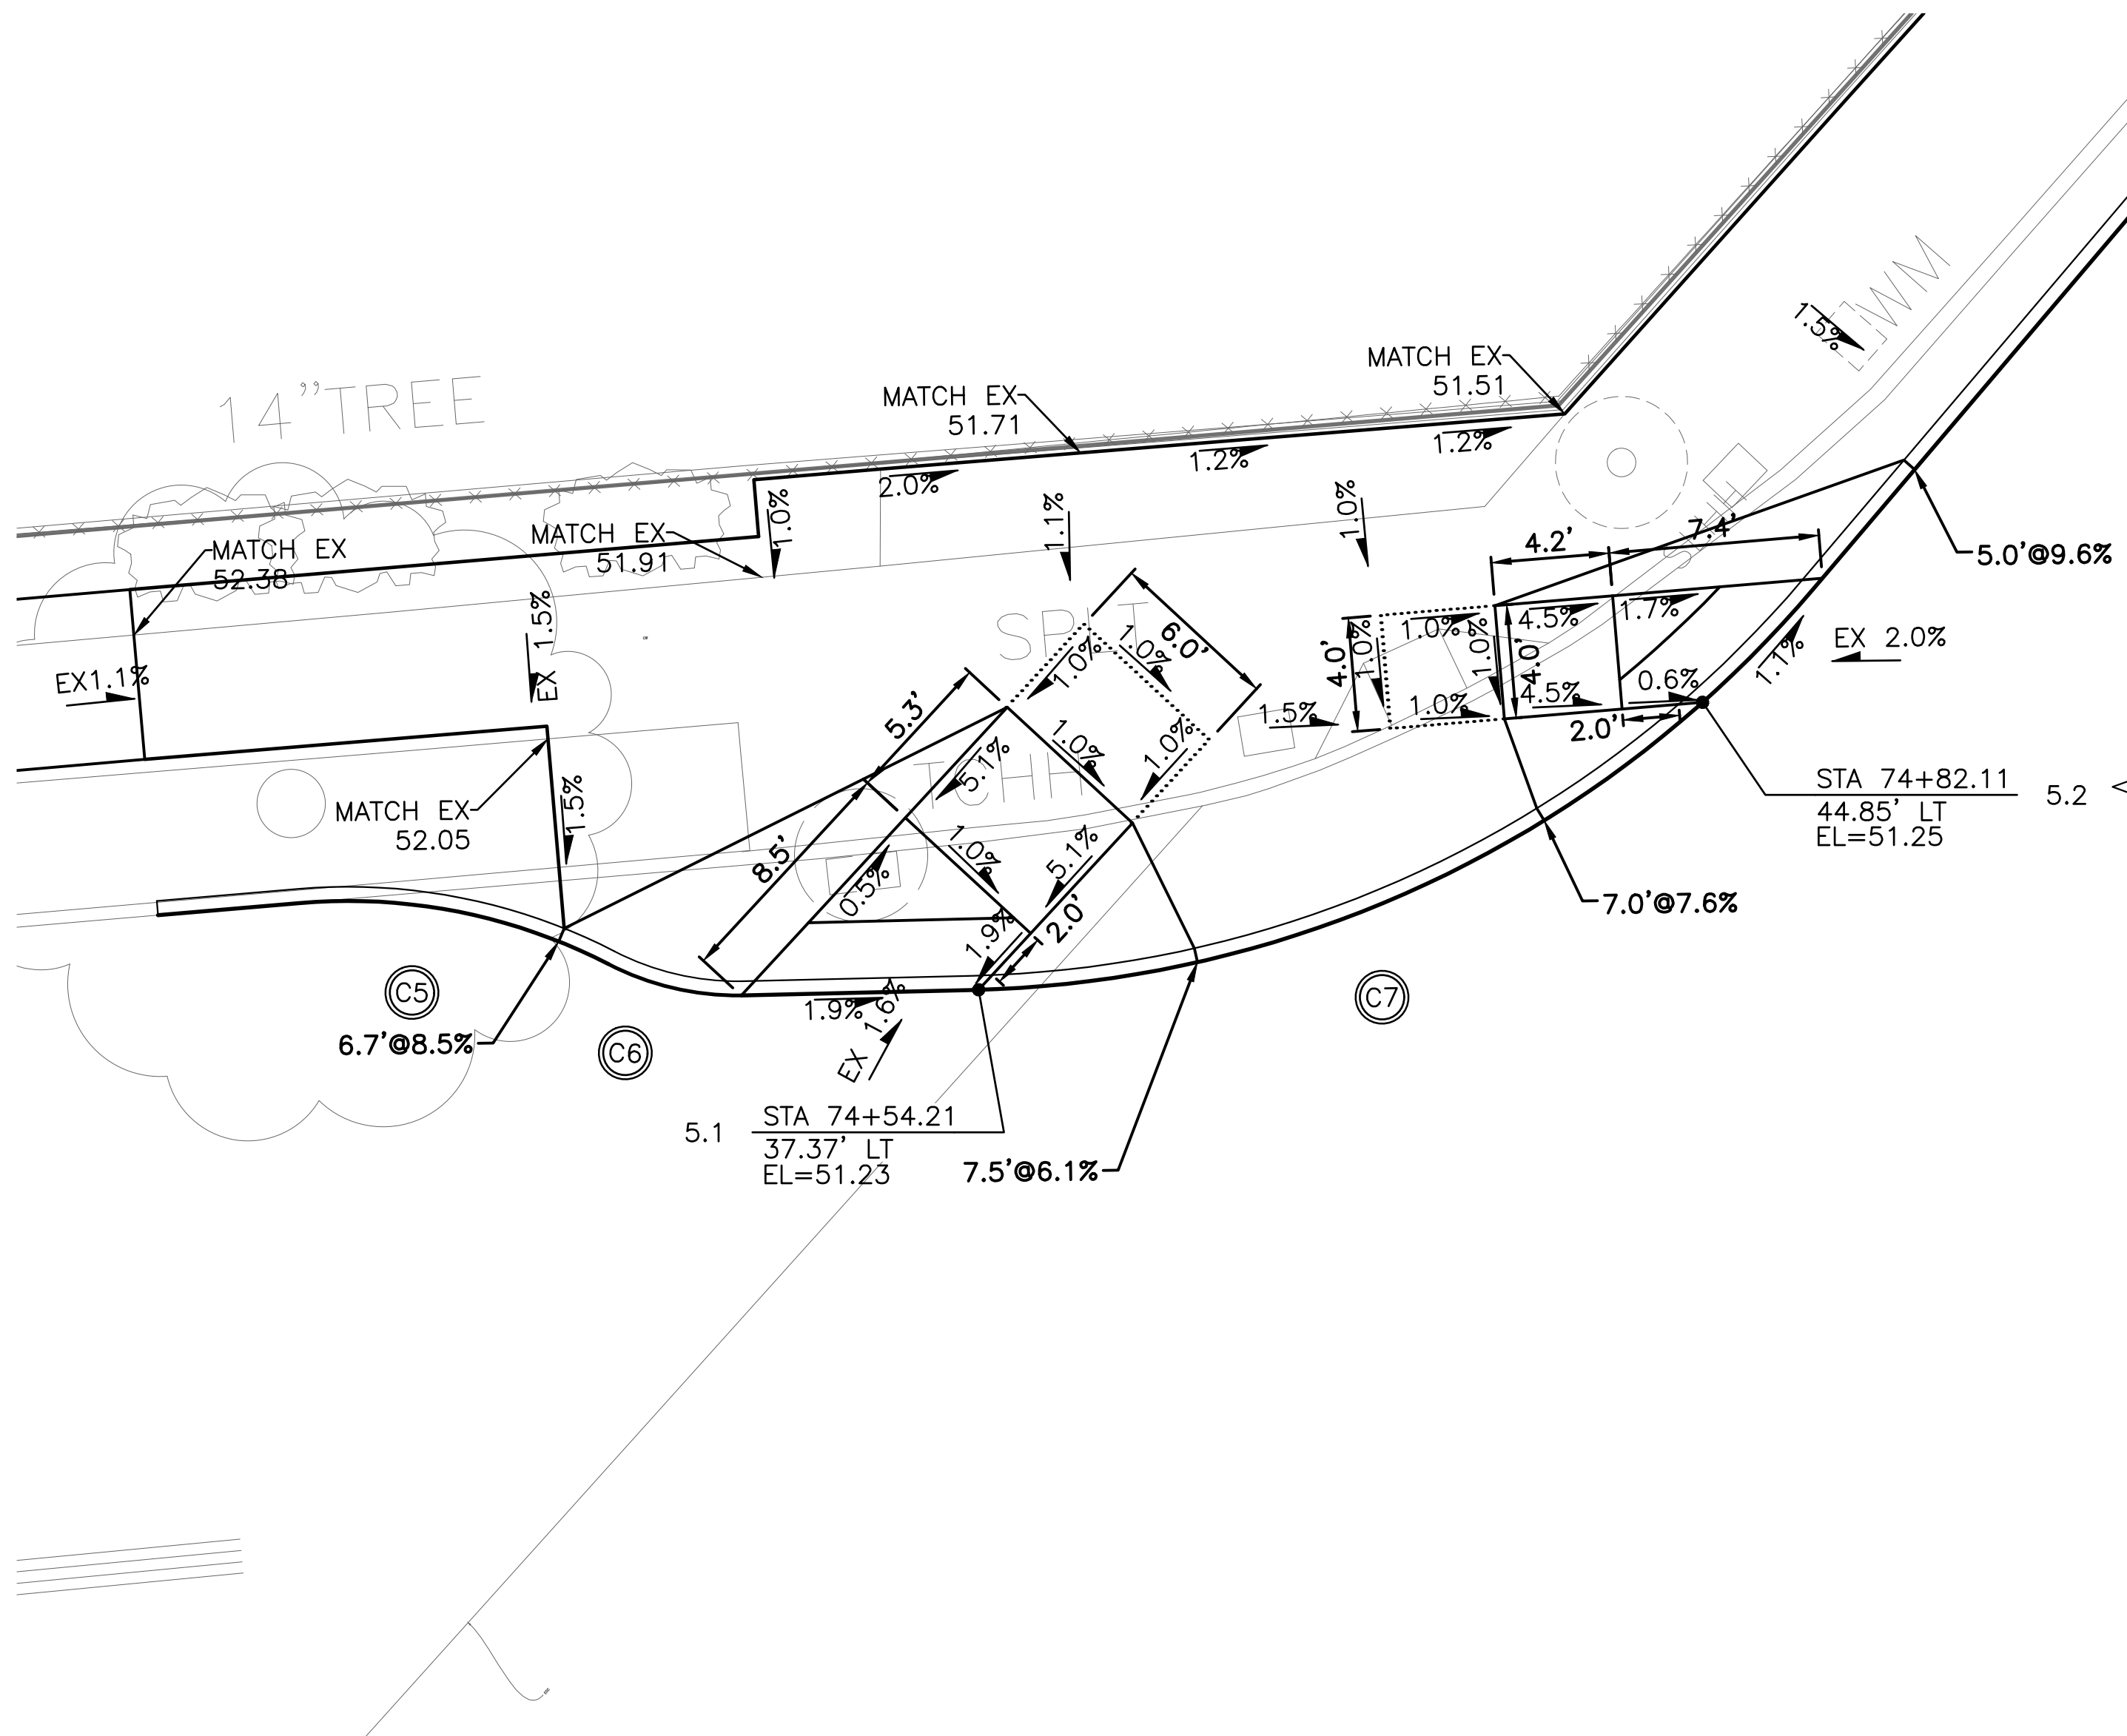 14”TREE
MATCH EX
51.51
MATCH EX
51.71
1.5%
WM
1.2%
1.2%
2.0%
1.0%
1.1%
1.0%
MATCH EX
51.91
MATCH EX
52.38
4.2'
7.4'
5.0'@9.6%
EX 1.5%
EX1.1%
SPLT
6.0'
1.0%
1.0%
4.0'
1.0%
1.0%
1.0%
4.0'
4.5%
1.7%
EX 2.0%
1.1%
0.6%
4.5%
1.0%
1.5%
2.0'
5.3'
5.1%
1.0%
1.0%
TCHH
STA 74+82.11
44.85' LT
EL=51.25
5.2
MATCH EX
52.05
1.5%
8.5'
0.5%
1.0%
5.1%
2.0'
1.9%
7.0'@7.6%
C5
C6
C7
6.7'@8.5%
1.9%
EX 1.6%
5.1
STA 74+54.21
37.37' LT
EL=51.23
7.5'@6.1%